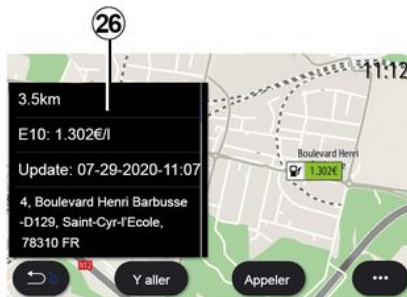 26
11:12
3.5km
E10: 1.302€/l
Update: 07-29-2020-11:07
4, Boulevard Henri Barbusse
-D129, Saint-Cyr-l'Ecole,
78310 FR
Boulevard Henri
1.302€
N12
Y aller
Appeler
...